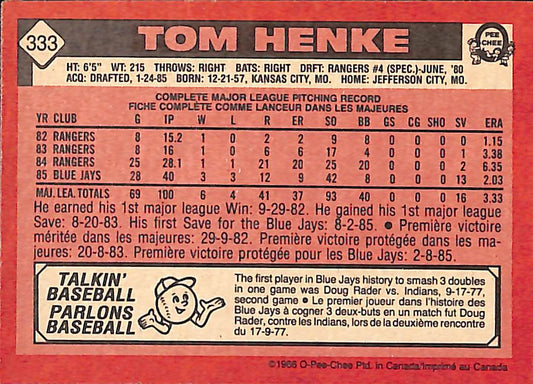 333
TOM HENKE
O PEE CHEE
HT: 6'5" WT: 215 THROWS: RIGHT BATS: RIGHT DRFT: RANGERS #4 (SPEC.)-JUNE, '80
ACQ: DRAFTED, 1-24-85 BORN: 12-21-57, KANSAS CITY, MO. HOME: JEFFERSON CITY, MO.
COMPLETE MAJOR LEAGUE PITCHING RECORD
FICHE COMPLÈTE COMME LANCEUR DANS LES MAJEURES
YR CLUB G IP W L R ER SO BB GS CG SHO SV ERA
82 RANGERS 8 15.2 1 0 2 2 9 8 0 0 0 0 1.15
83 RANGERS 8 16 1 0 6 6 17 4 0 0 0 1 3.38
84 RANGERS 25 28.1 1 1 21 20 25 20 0 0 0 2 6.35
85 BLUE JAYS 28 40 3 3 12 9 42 8 0 0 0 13 2.03
MAJ. LEA. TOTALS 69 100 6 4 41 37 93 40 0 0 0 16 3.33
He earned his 1st major league Win: 9-29-82. He gained his 1st league
Save: 8-20-83. His first Save for the Blue Jays: 8-2-85. ● Première victoire
méritée dans les majeures: 29-9-82. Première victoire protégée dans les ma-
jeures: 20-8-83. Première victoire protégée pour les Blue Jays: 2-8-85.
TALKIN'
BASEBALL
PARLONS
BASEBALL
The first player in Blue Jays history to smash 3 doubles
in one game was Doug Rader vs. Indians, 9-17-77,
second game ● Le premier joueur dans l'histoire des
Blue Jays à cogner 3 deux-buts en un match fut Doug
Rader, contre les Indians, lors de la deuxième rencontre
du 17-9-77.
©1986 O-Pee-Chee Ptd. in Canada/Imprimé au Canada